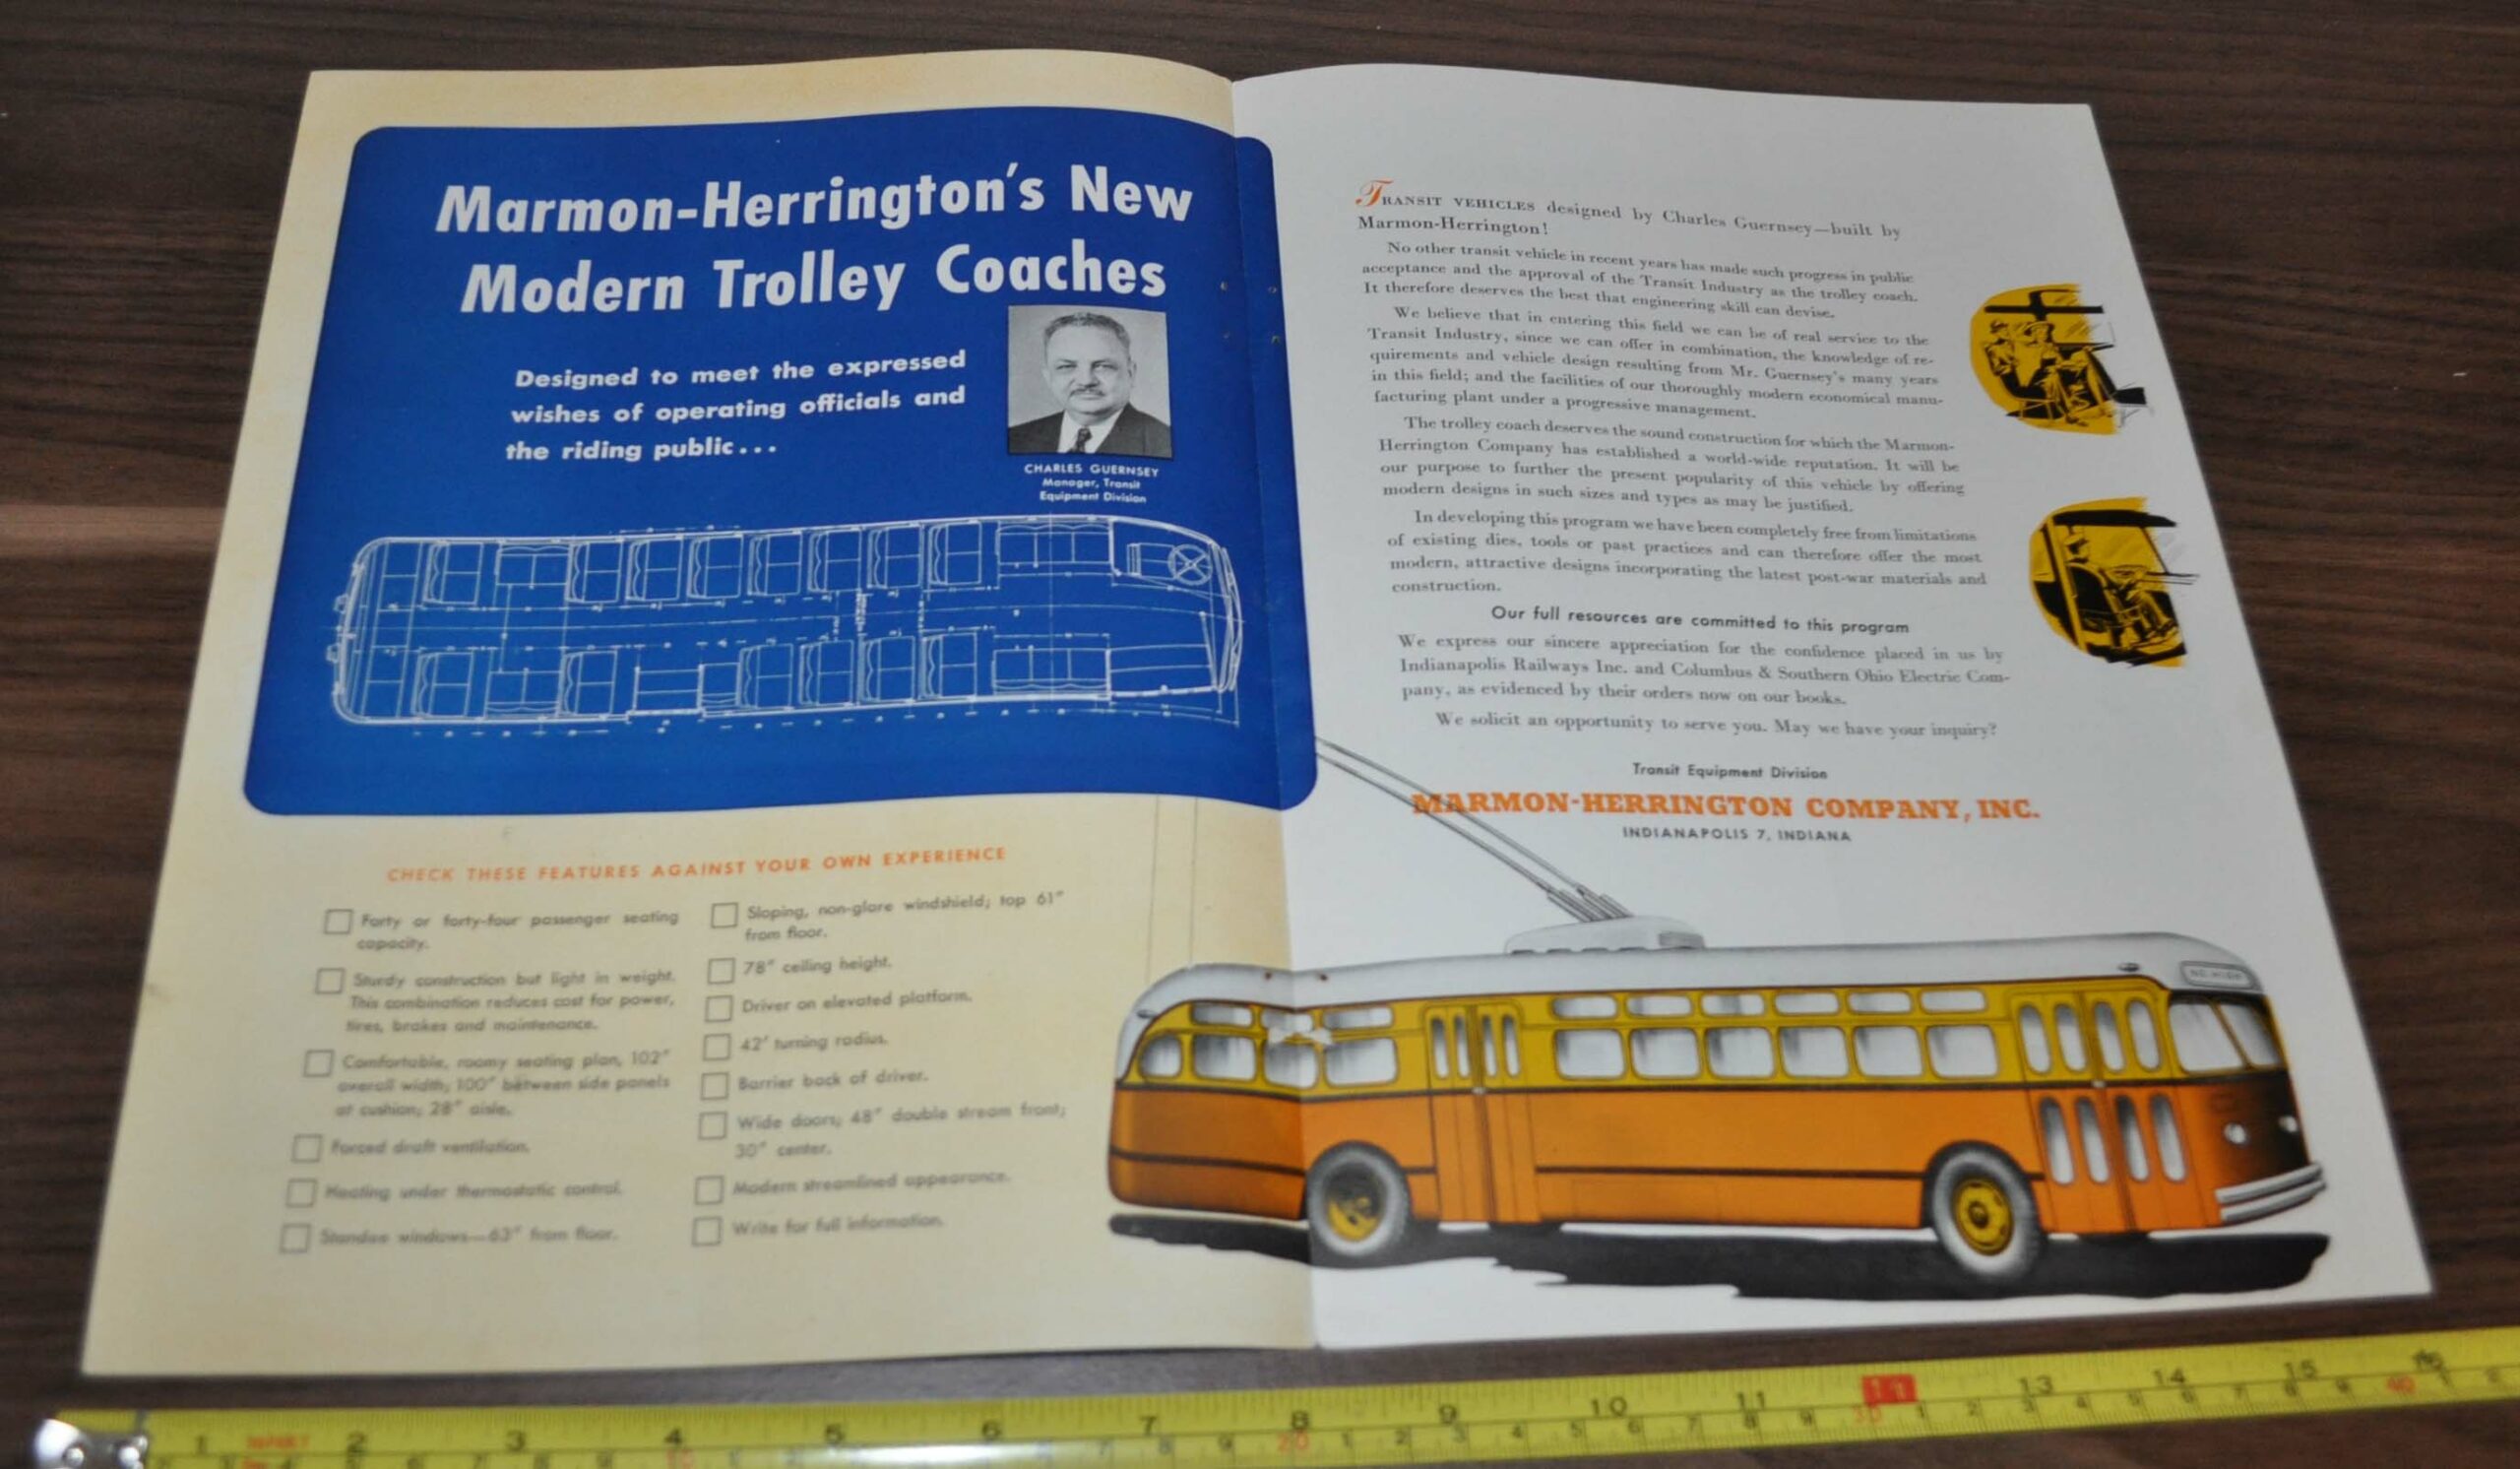 Marmon-Herrington's New
Modern Trolley Coaches
Designed to meet the expressed
wishes of operating officials and
the riding public...
CHARLES GUERNSEY
Manager, Transit
Equipment Division
CHECK THESE FEATURES AGAINST YOUR OWN EXPERIENCE
Forty or forty-four passenger seating
capacity.
Sturdy construction but light in weight.
This combination reduces cost for power,
tires, brakes and maintenance.
Comfortable, roomy seating plan, 102"
overall width; 100" between side panels
at cushion; 28" aisle.
Forced draft ventilation.
Heating under thermostatic control.
Standee windows—63" from floor.
Sloping, non-glare windshield; top 61"
from floor.
78" ceiling height.
Driver on elevated platform.
42' turning radius.
Barrier back of driver.
Wide doors; 48" double stream front;
30" center.
Modern streamlined appearance.
Write for full information.
TRANSIT VEHICLES designed by Charles Guernsey—built by
Marmon-Herrington!
No other transit vehicle in recent years has made such progress in public
acceptance and the approval of the Transit Industry as the trolley coach.
It therefore deserves the best that engineering skill can devise.
We believe that in entering this field we can be of real service to the
Transit Industry, since we can offer in combination, the knowledge of re-
quirements and vehicle design resulting from Mr. Guernsey's many years
in this field; and the facilities of our thoroughly modern economical manu-
facturing plant under a progressive management.
The trolley coach deserves the sound construction for which the Marmon-
Herrington Company has established a world-wide reputation. It will be
our purpose to further the present popularity of this vehicle by offering
modern designs in such sizes and types as may be justified.
In developing this program we have been completely free from limitations
of existing dies, tools or past practices and can therefore offer the most
modern, attractive designs incorporating the latest post-war materials and
construction.
Our full resources are committed to this program
We express our sincere appreciation for the confidence placed in us by
Indianapolis Railways Inc. and Columbus & Southern Ohio Electric Com-
pany, as evidenced by their orders now on our books.
We solicit an opportunity to serve you. May we have your inquiry?
Transit Equipment Division
MARMON-HERRINGTON COMPANY, INC.
INDIANAPOLIS 7, INDIANA
1 2 3 4 5 6 7 8 9 10 11 13 14 15
10 20 30 40